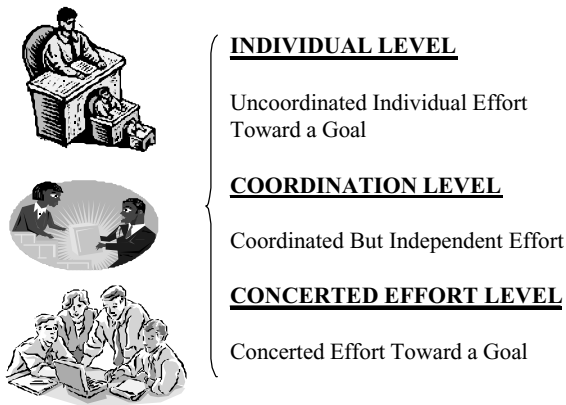 INDIVIDUAL LEVEL
Uncoordinated Individual Effort
Toward a Goal
COORDINATION LEVEL
Coordinated But Independent Effort
CONCERTED EFFORT LEVEL
Concerted Effort Toward a Goal